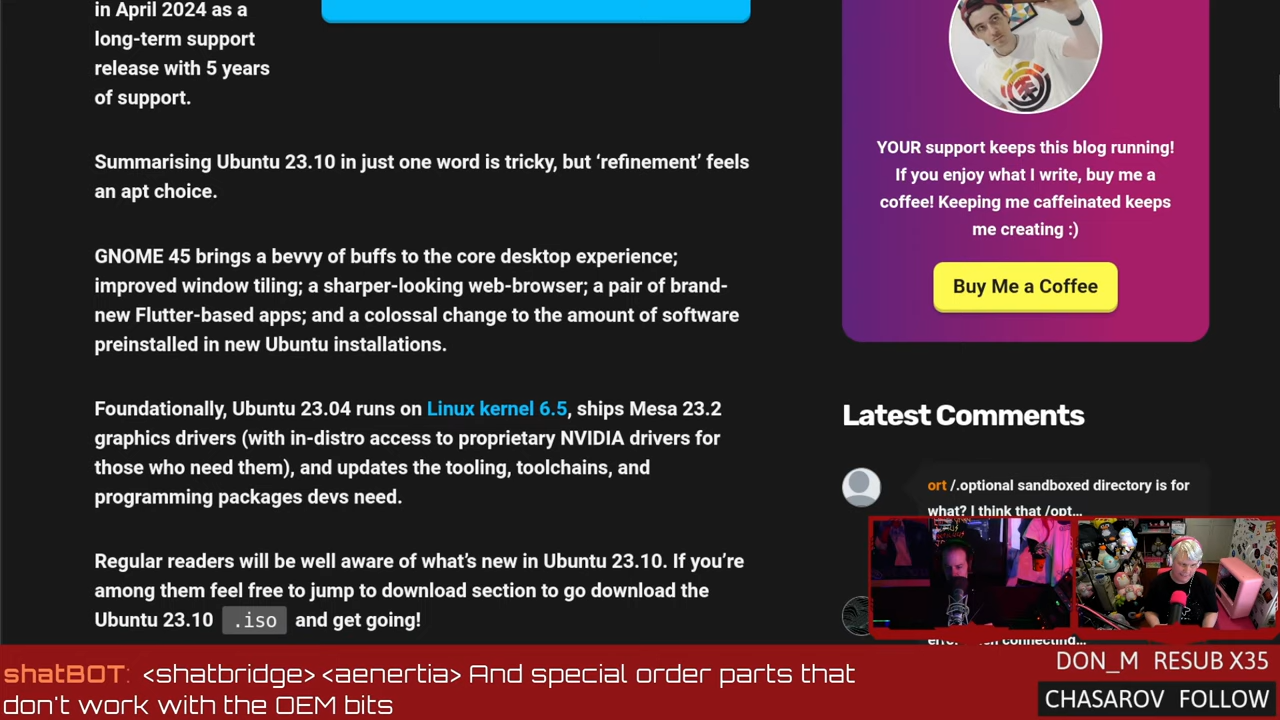 in April 2024 as a
long-term support
release with 5 years
of support.
Summarising Ubuntu 23.10 in just one word is tricky, but ‘refinement’ feels
an apt choice.
GNOME 45 brings a bevvy of buffs to the core desktop experience;
improved window tiling; a sharper-looking web-browser; a pair of brand-
new Flutter-based apps; and a colossal change to the amount of software
preinstalled in new Ubuntu installations.
Foundationally, Ubuntu 23.04 runs on Linux kernel 6.5, ships Mesa 23.2
graphics drivers (with in-distro access to proprietary NVIDIA drivers for
those who need them), and updates the tooling, toolchains, and
programming packages devs need.
Regular readers will be well aware of what’s new in Ubuntu 23.10. If you’re
among them feel free to jump to download section to go download the
Ubuntu 23.10 .iso and get going!
YOUR support keeps this blog running!
If you enjoy what I write, buy me a
coffee! Keeping me caffeinated keeps
me creating :)
Buy Me a Coffee
Latest Comments
ort /.optional sandboxed directory is for
what? I think that /opt…
connecting…
shatBOT: <shatbridge> <aenertia> And special order parts that
don't work with the OEM bits
DON_M RESUB X35
CHASAROV FOLLOW